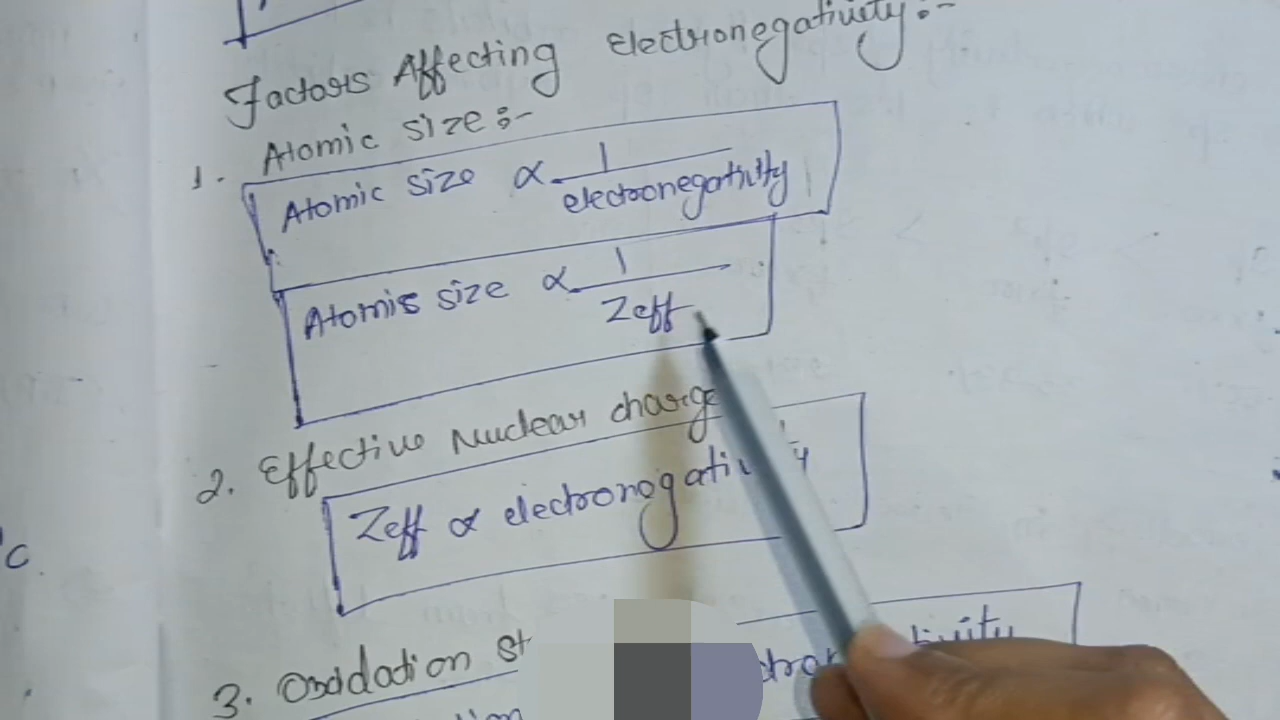 Factors Affecting Electronegativity:-
1. Atomic size:-
Atomic size ∝ 1/electronegativity
Atomis size ∝ 1/Zeff
2. Effective Nuclear charge
Zeff ∝ electronogativity
3. Oxidation st